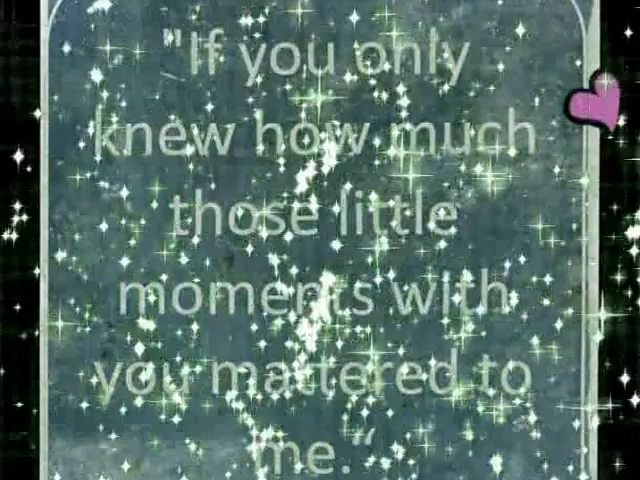 "If you only
knew how much
those little
moments with
you mattered to
me.“